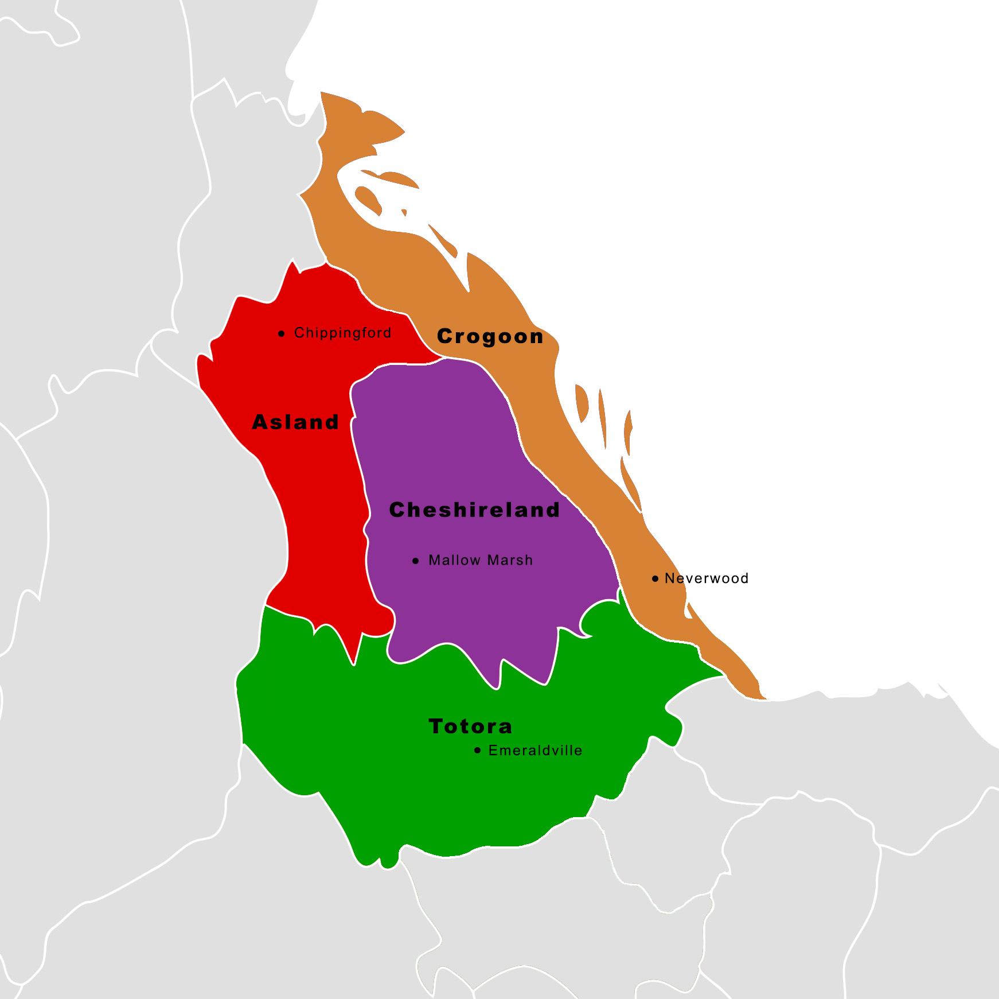 Chippingford
Crogoon
Asland
Cheshireland
Mallow Marsh
Neverwood
Totora
Emeraldville